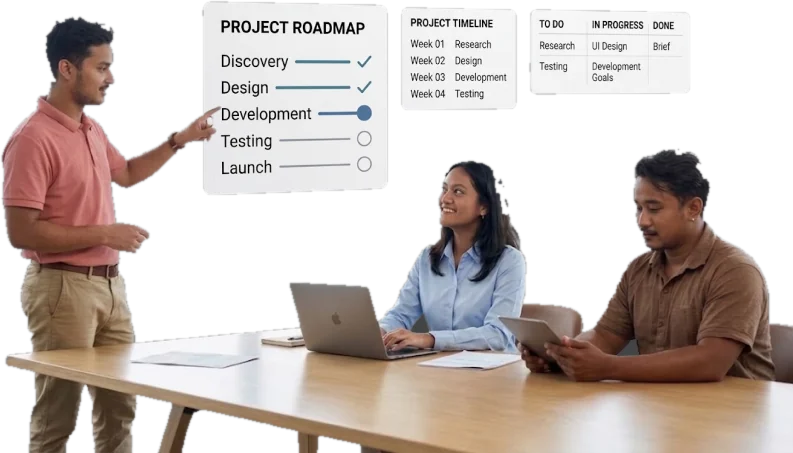 PROJECT ROADMAP
Discovery
Design
Development
Testing
Launch
PROJECT TIMELINE
Week 01 Research
Week 02 Design
Week 03 Development
Week 04 Testing
TO DO IN PROGRESS DONE
Research UI Design Brief
Testing Development
Goals